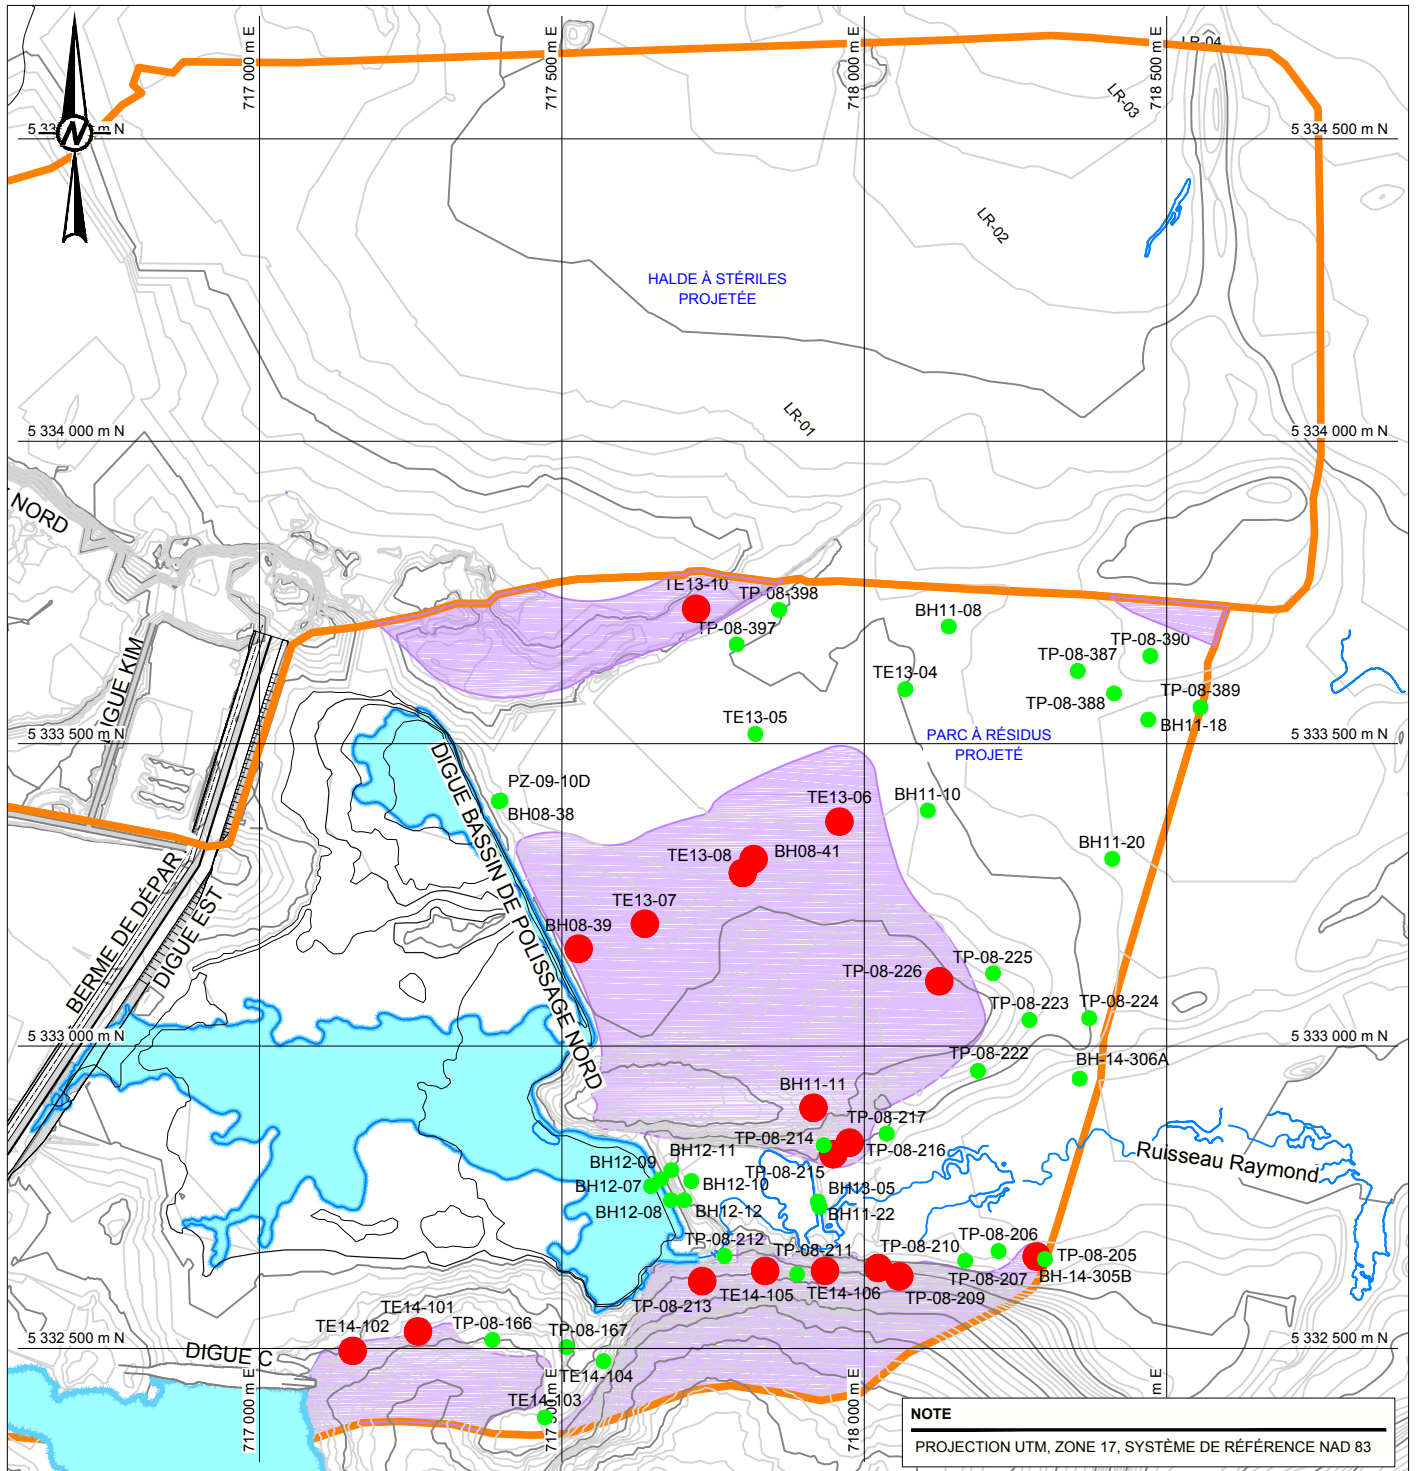 717 000 m E
717 500 m E
718 000 m E
718 500 m E
LR-04
LR-03
N
5 334 500 m N
LR-02
HALDE À STÉRILES
PROJETÉE
LR-01
5 334 000 m N
5 334 000 m N
NORD
TE13-10
TP-08-398
TP-08-397
BH11-08
TP-08-390
TP-08-387
TE13-04
TP-08-388
TP-08-389
BH11-18
DIGUE KIM
TE13-05
PARC À RÉSIDUS
PROJETÉ
5 333 500 m N
5 333 500 m N
DIGUE BASSIN DE POLISSAGE NORD
PZ-09-10D
BH08-38
TE13-06
BH11-10
TE13-08
BH08-41
BH11-20
BERME DE DÉPAR
DIGUE EST
TE13-07
BH08-39
TP-08-226
TP-08-225
TP-08-223
TP-08-224
5 333 000 m N
5 333 000 m N
TP-08-222
BH-14-306A
BH11-11
TP-08-217
TP-08-214
TP-08-216
Ruisseau Raymond
BH12-11
BH12-09
TP-08-215
BH12-07
BH12-10
BH13-05
BH12-08
BH12-12
BH11-22
TP-08-212
TP-08-211
TP-08-210
TP-08-206
TP-08-205
TP-08-207
BH-14-305B
TP-08-213
TE14-105
TE14-106
TP-08-209
TE14-101
TE14-102
TP-08-166
TP-08-167
5 332 500 m N
5 332 500 m N
DIGUE C
TE14-104
TE14-103
717 000 m E
718 000 m E
m E
NOTE
PROJECTION UTM, ZONE 17, SYSTÈME DE RÉFÉRENCE NAD 83